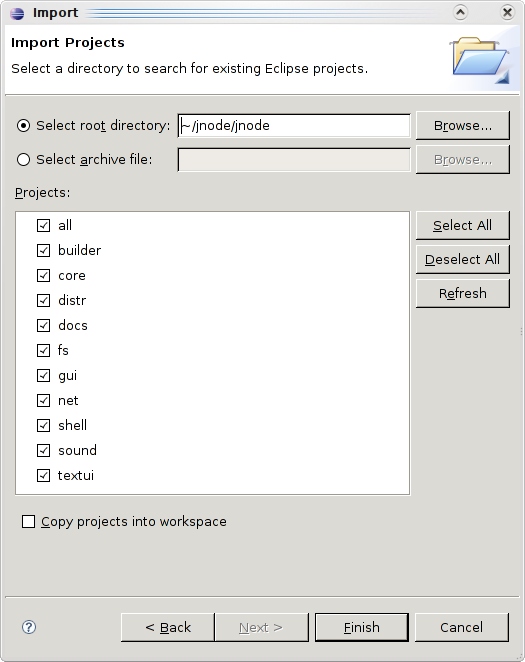 Import
Import Projects
Select a directory to search for existing Eclipse projects.
Select root directory: ~/jnode/jnode Browse...
Select archive file: Browse...
Projects:
all Select All
builder
core Deselect All
distr Refresh
docs
fs
gui
net
shell
sound
textui
Copy projects into workspace
? < Back Next > Finish Cancel